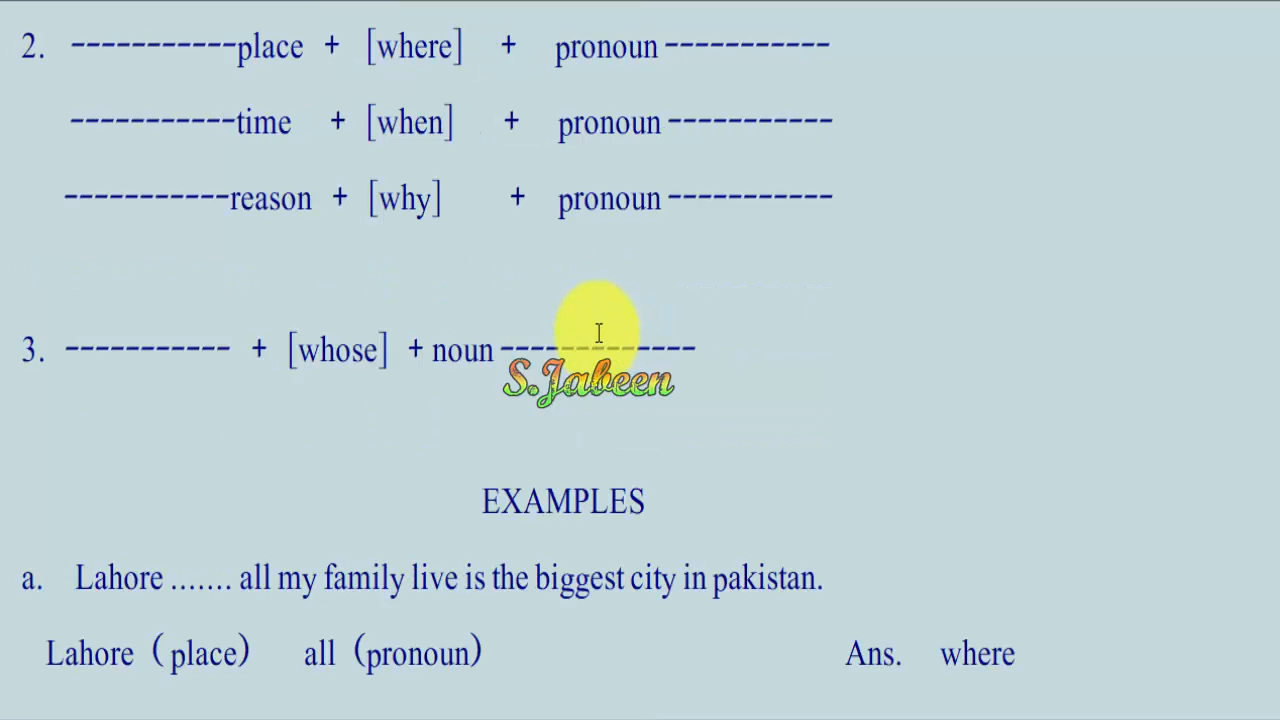 2. -----------place + [where] + pronoun-----------
-----------time + [when] + pronoun-----------
-----------reason + [why] + pronoun-----------
3. ----------- + [whose] + noun-------------
S.Jabeen
EXAMPLES
a. Lahore ....... all my family live is the biggest city in pakistan.
Lahore (place) all (pronoun) Ans. where